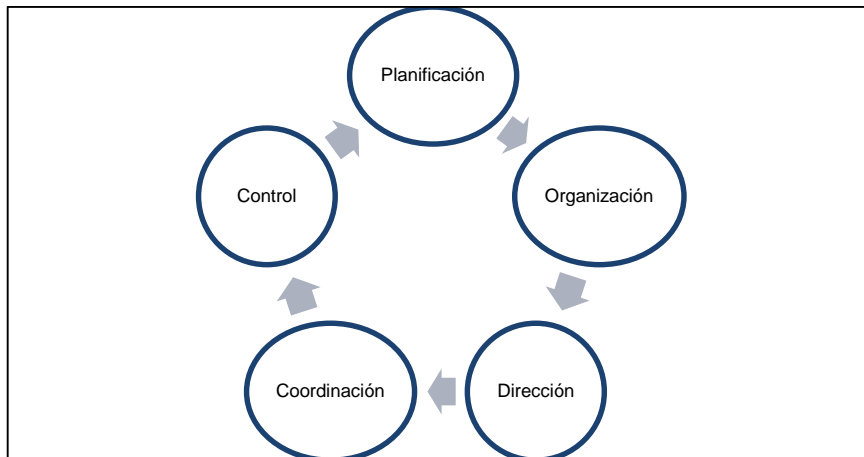 Planificación
Organización
Dirección
Coordinación
Control